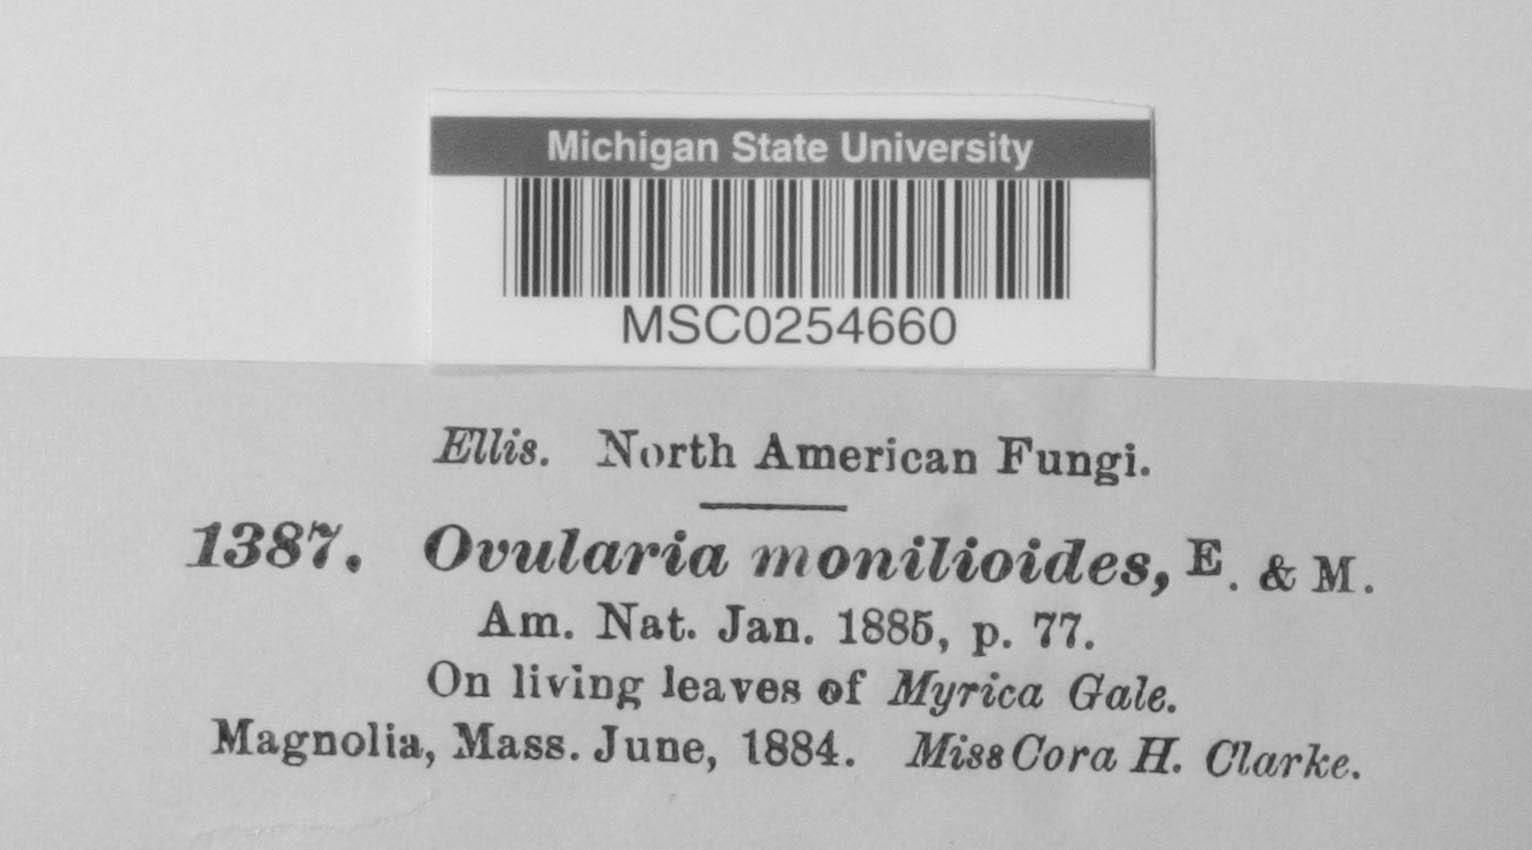 Michigan State University
MSC0254660
Ellis. North American Fungi.
1387. Ovularia monilioides, E. & M.
Am. Nat. Jan. 1885, p. 77.
On living leaves of Myrica Gale.
Magnolia, Mass. June, 1884. Miss Cora H. Clarke.